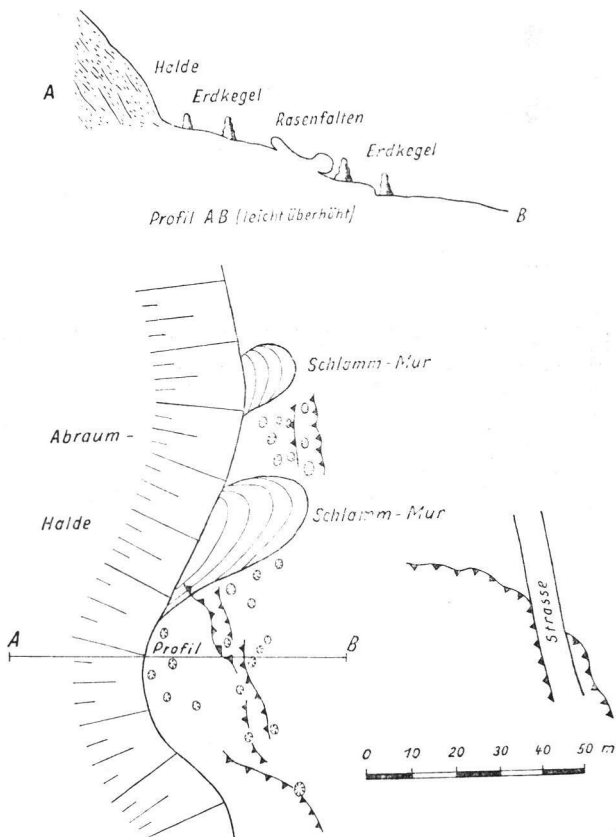 A
Halde
Erdkegel
Rasenfalten
Erdkegel
Profil AB (leicht überhöht)
B
Schlamm-Mur
Abraum-
Halde
Schlamm-Mur
Strasse
A
Profil
B
0 10 20 30 40 50 m